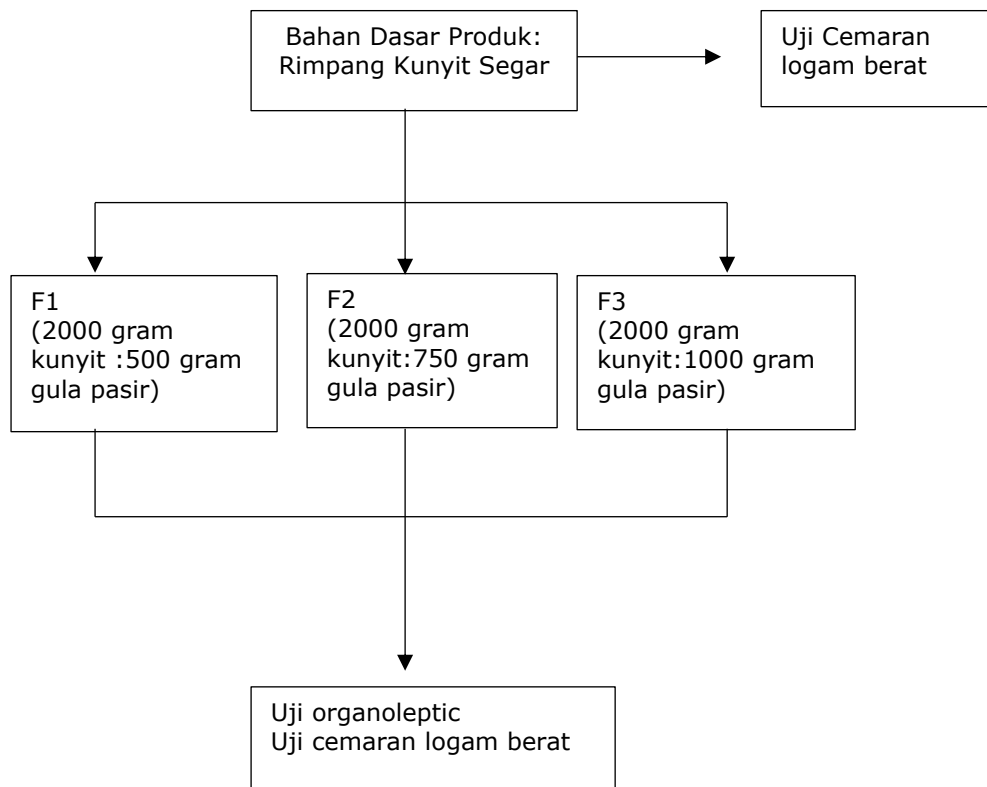 Bahan Dasar Produk:
Rimpang Kunyit Segar
Uji Cemaran
logam berat
F1
(2000 gram
kunyit :500 gram
gula pasir)
F2
(2000 gram
kunyit:750 gram
gula pasir)
F3
(2000 gram
kunyit:1000 gram
gula pasir)
Uji organoleptic
Uji cemaran logam berat